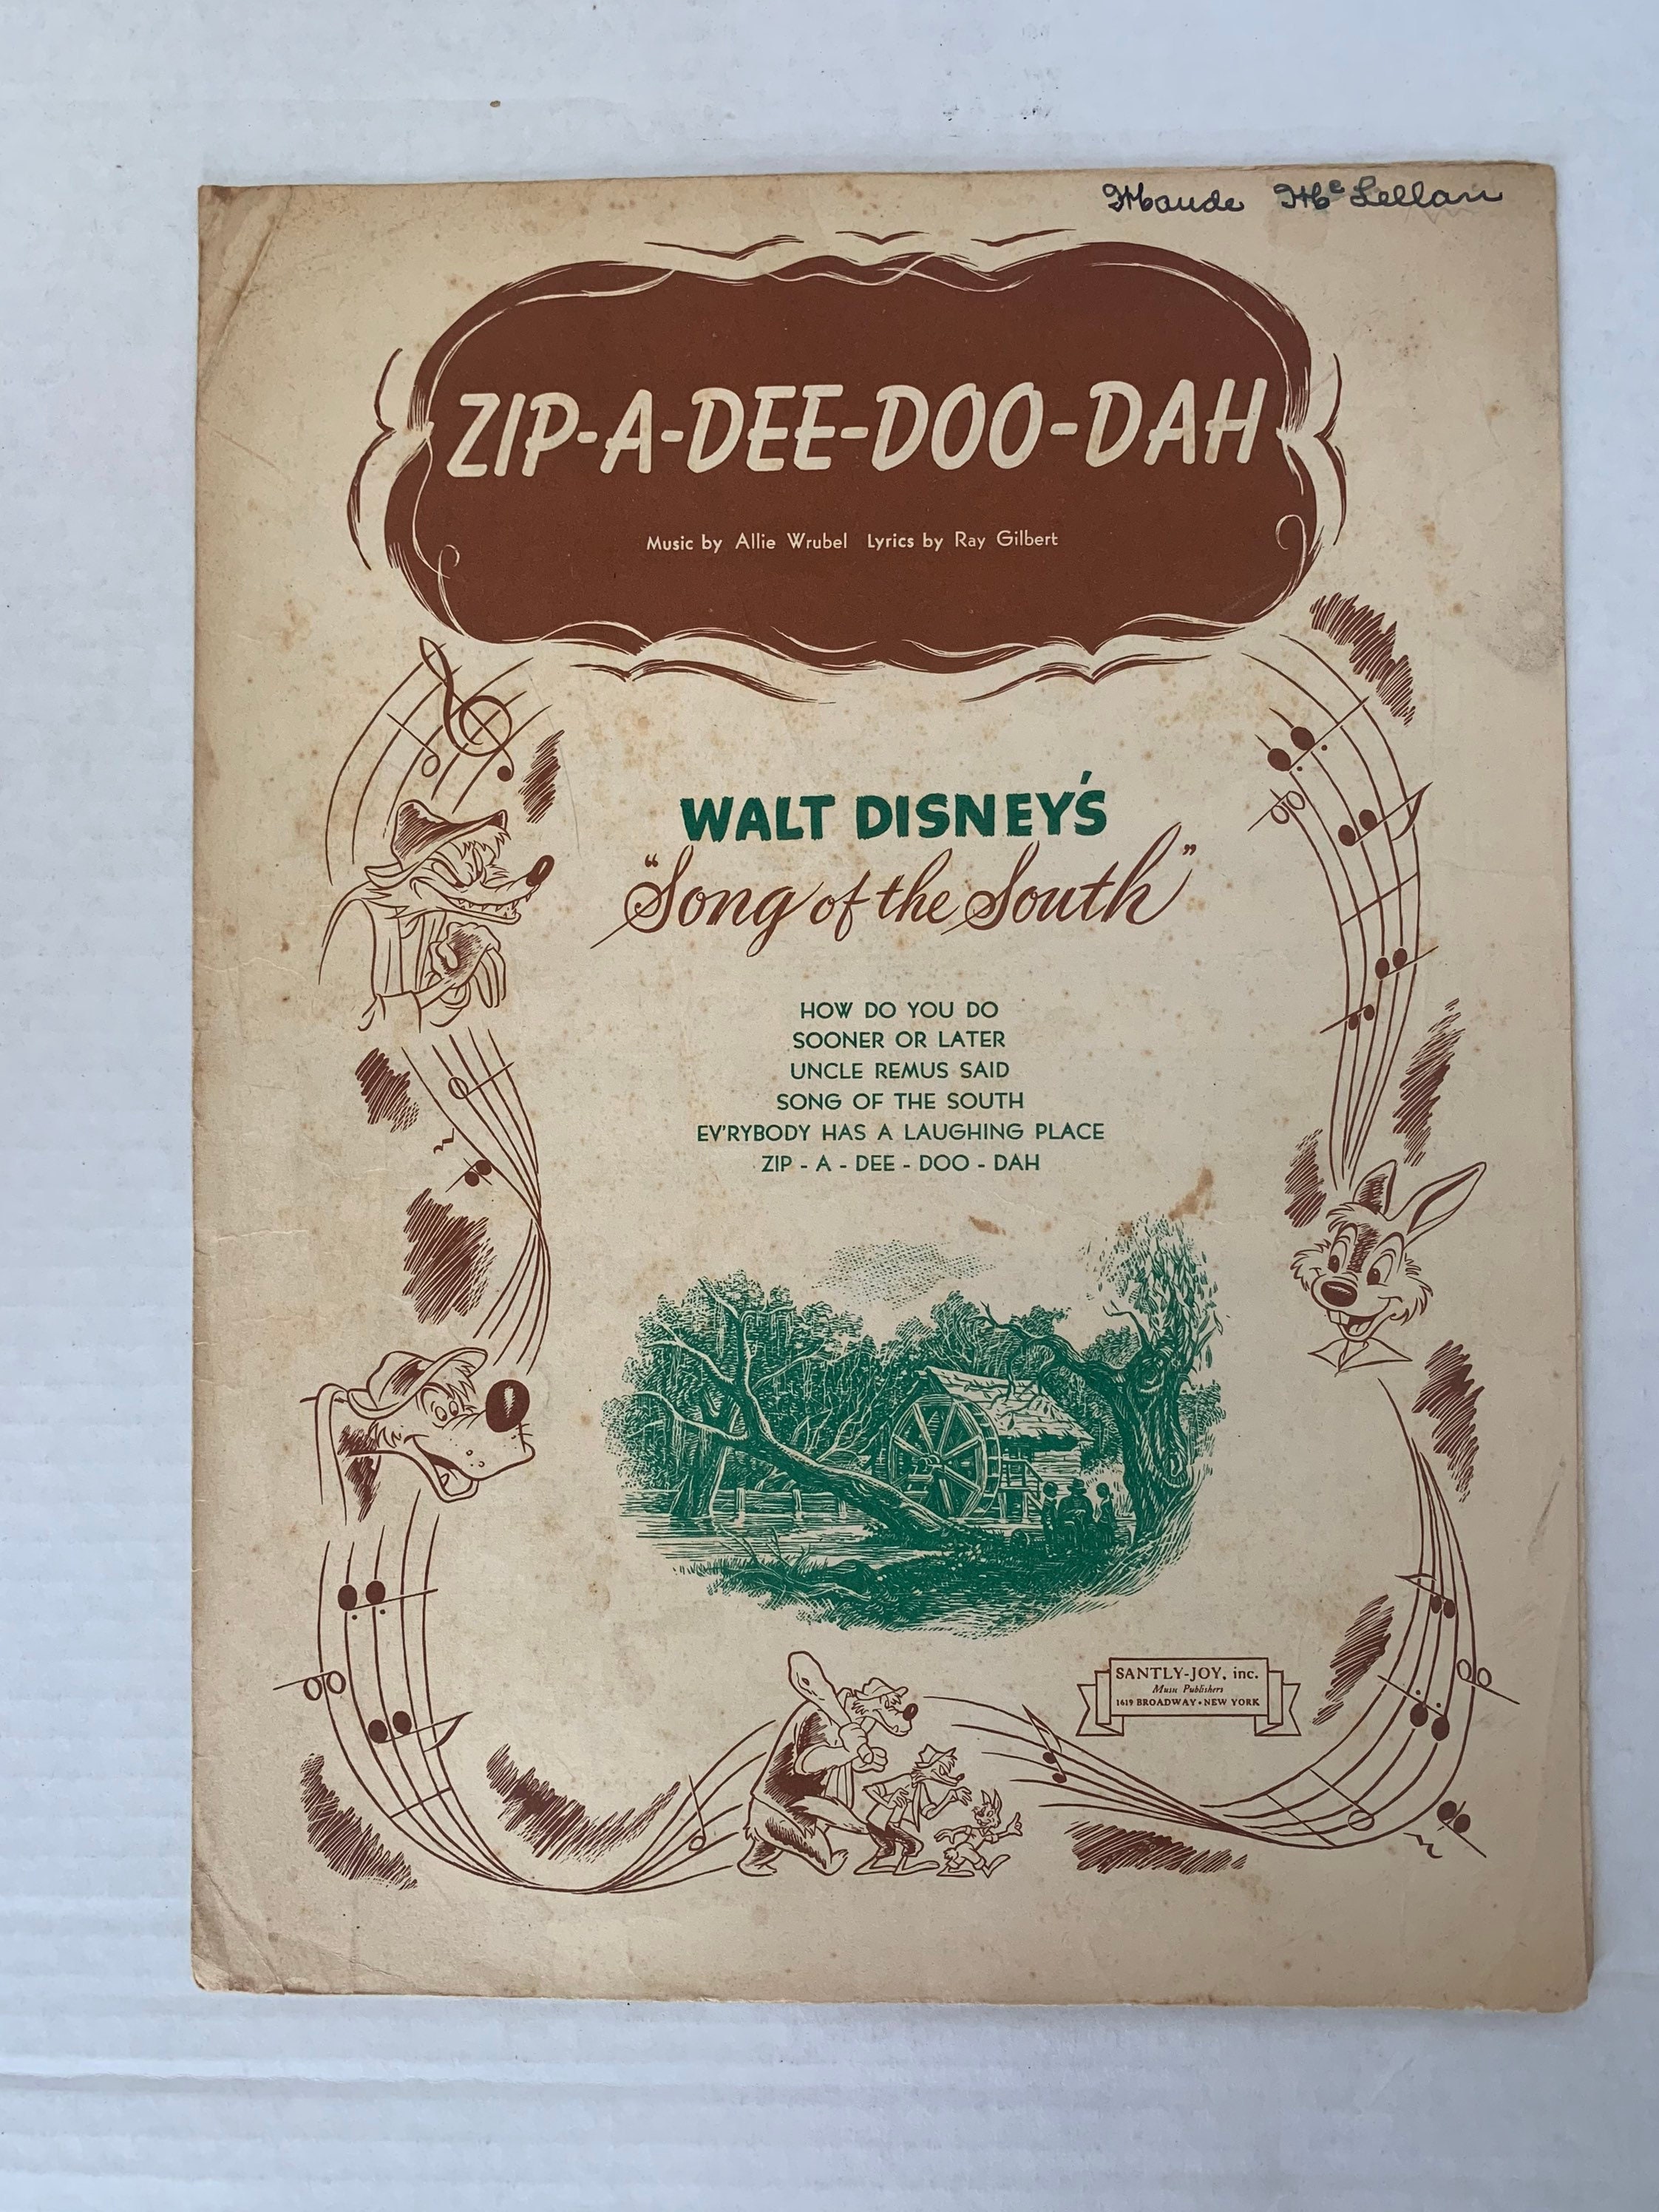 Maude McLellan
ZIP-A-DEE-DOO-DAH
Music by Allie Wrubel Lyrics by Ray Gilbert
WALT DISNEY'S
"Song of the South"
HOW DO YOU DO
SOONER OR LATER
UNCLE REMUS SAID
SONG OF THE SOUTH
EV'RYBODY HAS A LAUGHING PLACE
ZIP - A - DEE - DOO - DAH
SANTLY-JOY, inc.
Music Publishers
1619 BROADWAY • NEW YORK